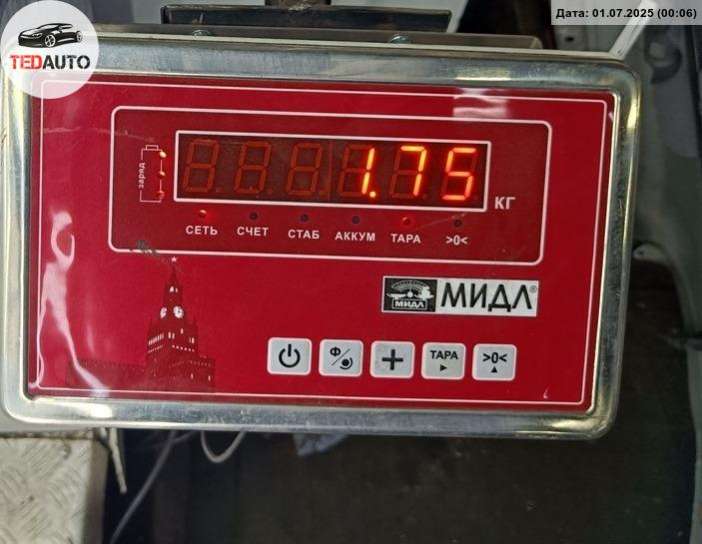 Дата: 01.07.2025 (00:06)
TEDAUTO
заряд
1.75
КГ
СЕТЬ СЧЕТ СТАБ АККУМ ТАРА >0<
МИДЛ МИДЛ®
Ф ТАРА >0<